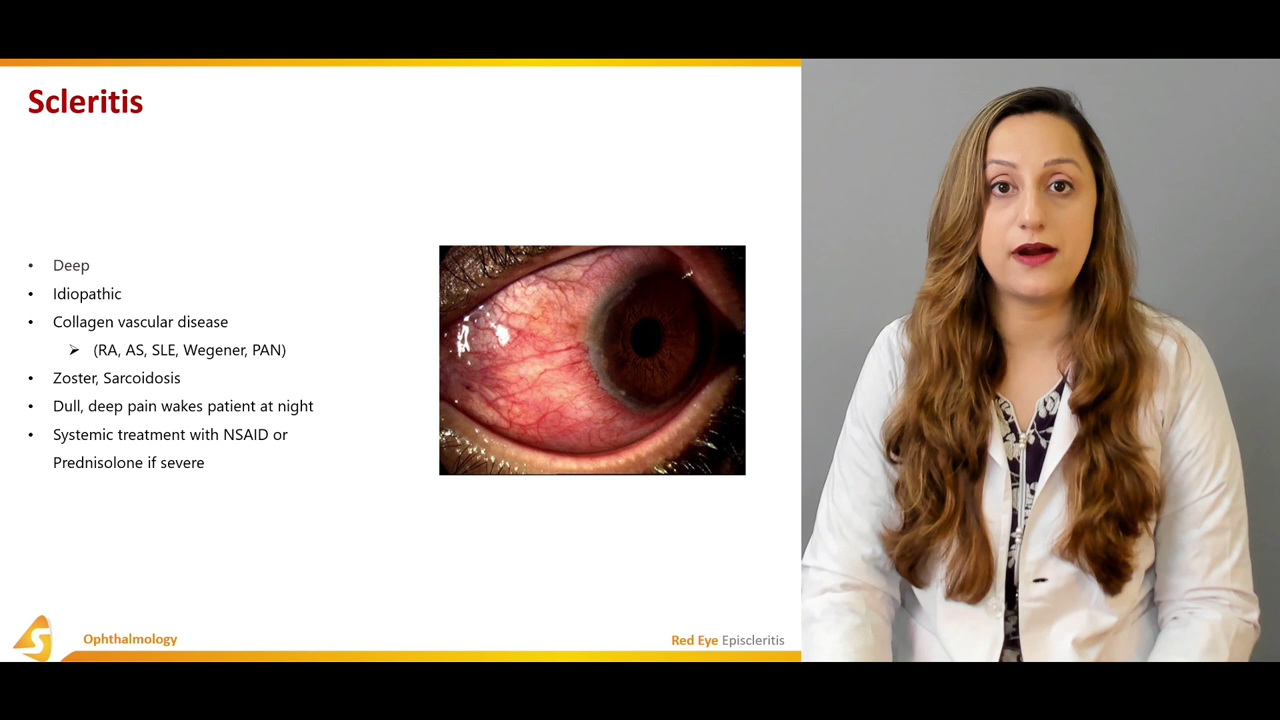 Scleritis
• Deep
• Idiopathic
• Collagen vascular disease
➢ (RA, AS, SLE, Wegener, PAN)
• Zoster, Sarcoidosis
• Dull, deep pain wakes patient at night
• Systemic treatment with NSAID or
Prednisolone if severe
S
Ophthalmology
Red Eye Episcleritis